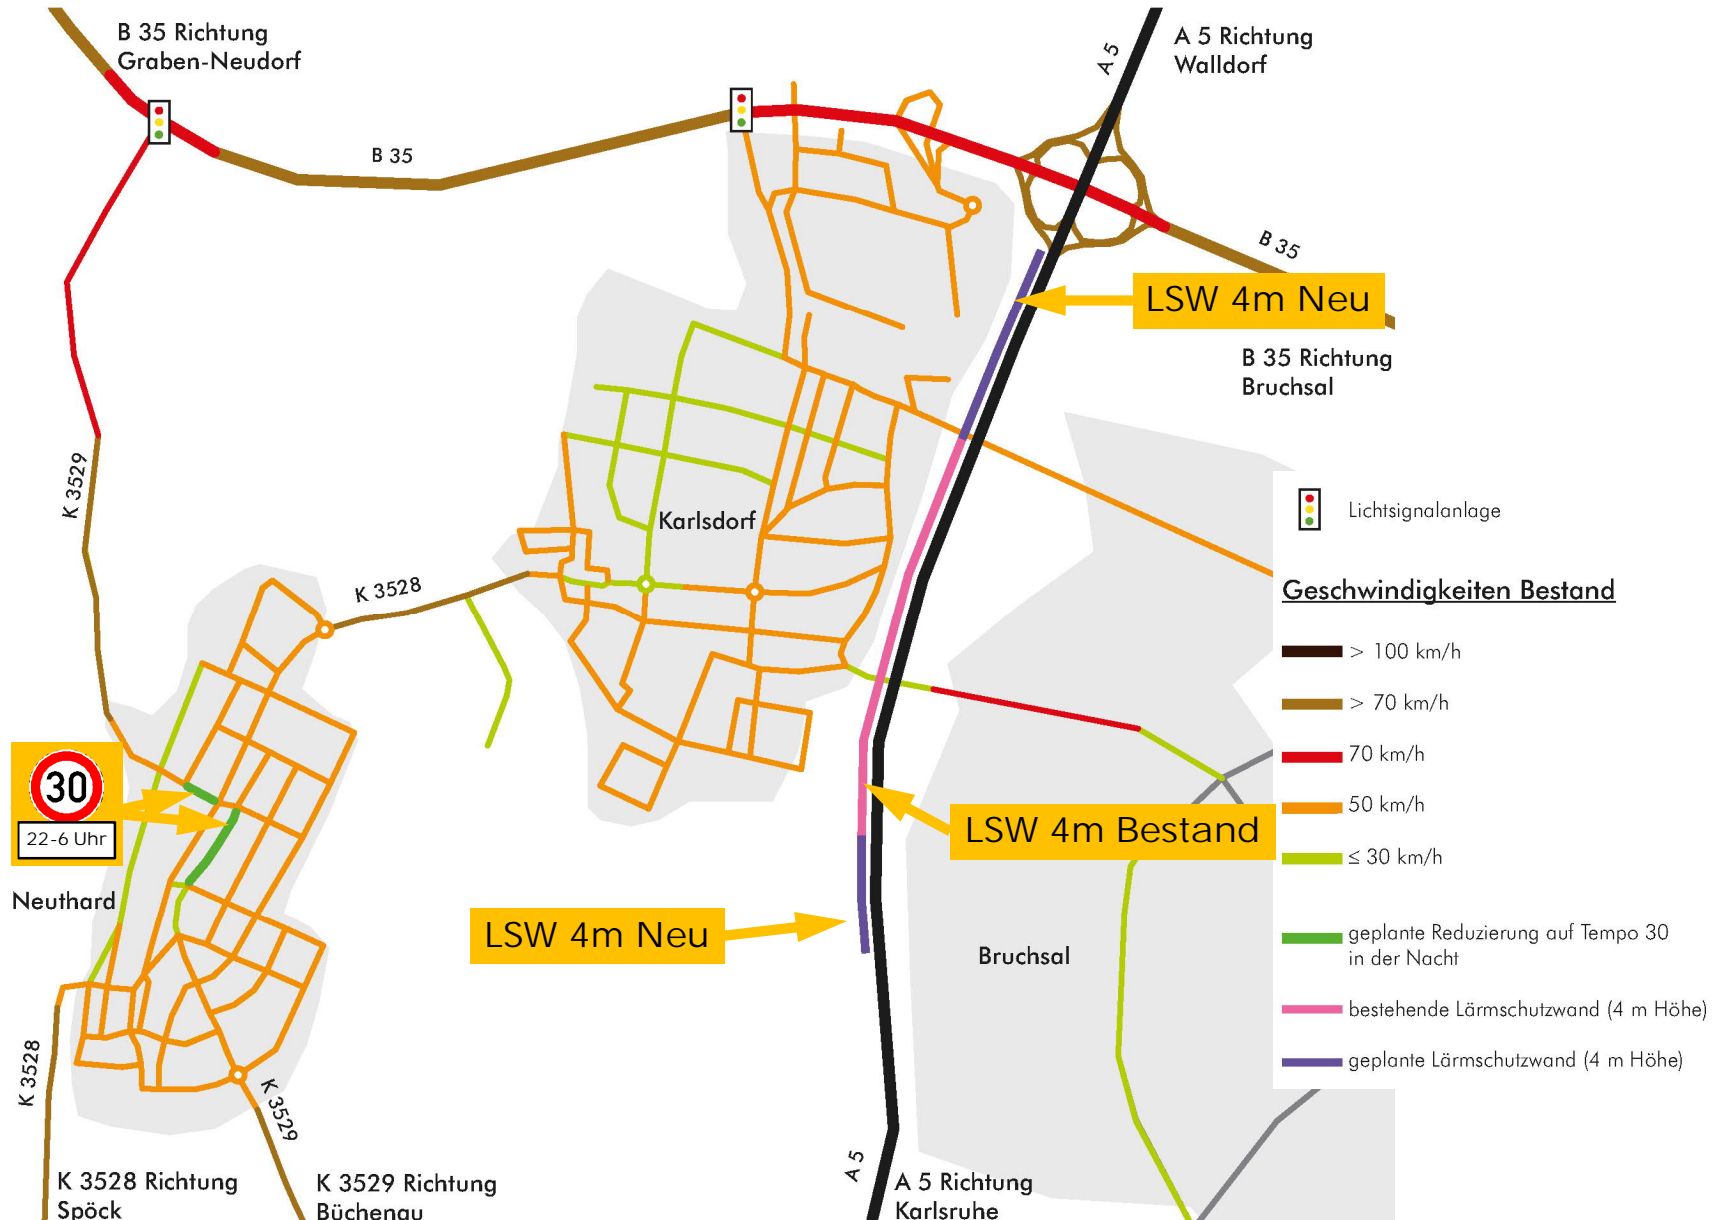 B 35 Richtung
Graben-Neudorf
A 5 Richtung
Walldorf
A 5
B 35
B 35
LSW 4m Neu
B 35 Richtung
Bruchsal
K 3529
Karlsdorf
Lichtsignalanlage
K 3528
Geschwindigkeiten Bestand
> 100 km/h
> 70 km/h
70 km/h
50 km/h
≤ 30 km/h
30
22-6 Uhr
LSW 4m Bestand
Neuthard
LSW 4m Neu
Bruchsal
geplante Reduzierung auf Tempo 30
in der Nacht
bestehende Lärmschutzwand (4 m Höhe)
geplante Lärmschutzwand (4 m Höhe)
K 3528
K 3529
A 5
K 3528 Richtung
Spöck
K 3529 Richtung
Büchenau
A 5 Richtung
Karlsruhe